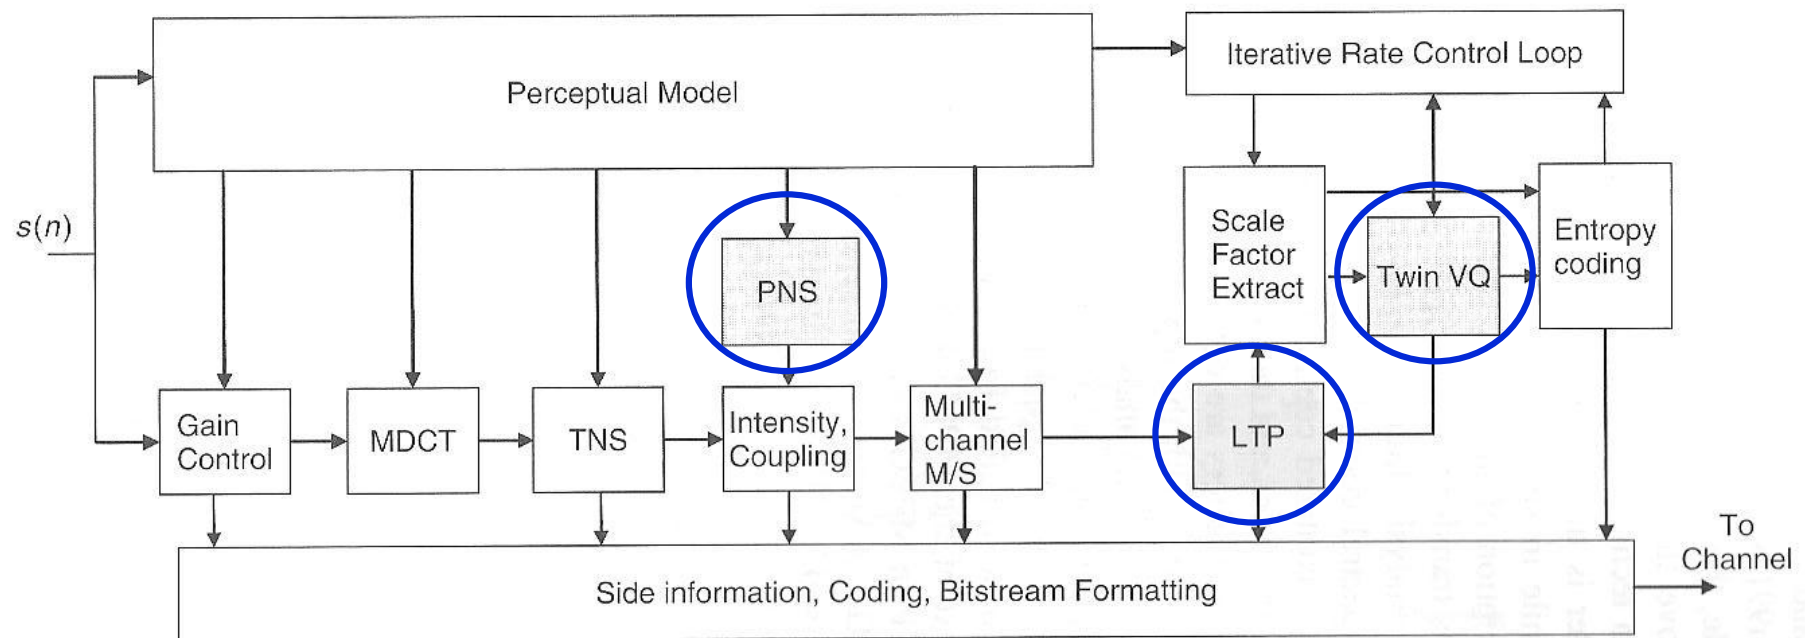 Perceptual Model
Iterative Rate Control Loop
s(n)
PNS
Scale
Factor
Extract
Twin VQ
Entropy
coding
Gain
Control
MDCT
TNS
Intensity,
Coupling
Multi-
channel
M/S
LTP
To
Channel
Side information, Coding, Bitstream Formatting